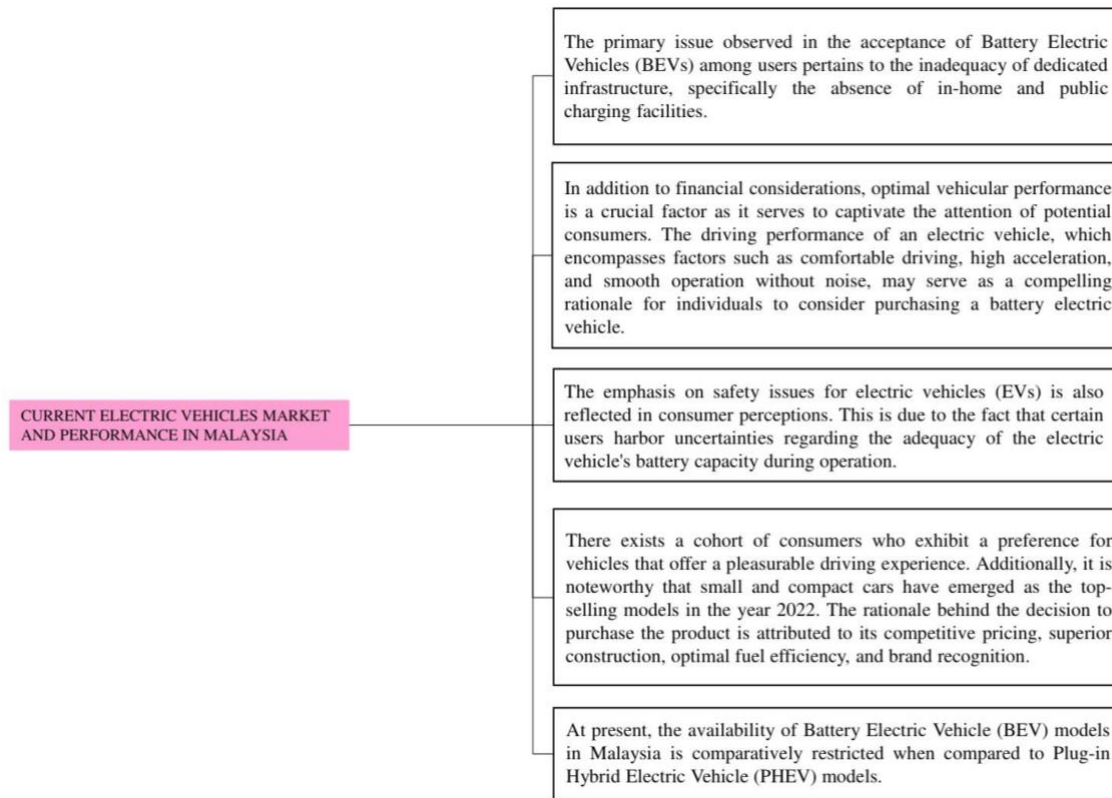 The primary issue observed in the acceptance of Battery Electric
Vehicles (BEVs) among users pertains to the inadequacy of dedicated
infrastructure, specifically the absence of in-home and public
charging facilities.
In addition to financial considerations, optimal vehicular performance
is a crucial factor as it serves to captivate the attention of potential
consumers. The driving performance of an electric vehicle, which
encompasses factors such as comfortable driving, high acceleration,
and smooth operation without noise, may serve as a compelling
rationale for individuals to consider purchasing a battery electric
vehicle.
CURRENT ELECTRIC VEHICLES MARKET
AND PERFORMANCE IN MALAYSIA
The emphasis on safety issues for electric vehicles (EVs) is also
reflected in consumer perceptions. This is due to the fact that certain
users harbor uncertainties regarding the adequacy of the electric
vehicle's battery capacity during operation.
There exists a cohort of consumers who exhibit a preference for
vehicles that offer a pleasurable driving experience. Additionally, it is
noteworthy that small and compact cars have emerged as the top-
selling models in the year 2022. The rationale behind the decision to
purchase the product is attributed to its competitive pricing, superior
construction, optimal fuel efficiency, and brand recognition.
At present, the availability of Battery Electric Vehicle (BEV) models
in Malaysia is comparatively restricted when compared to Plug-in
Hybrid Electric Vehicle (PHEV) models.